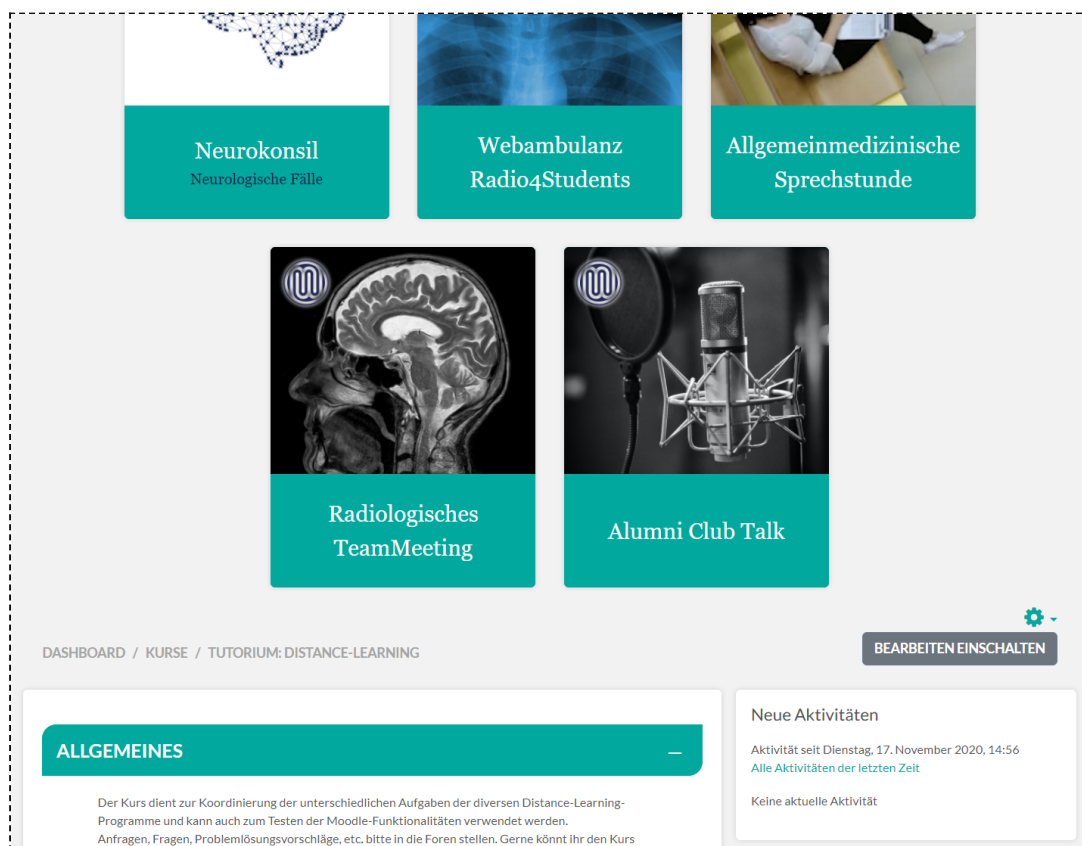 Neurokonsil
Neurologische Fälle
Webambulanz
Radio4Students
Allgemeinmedizinische
Sprechstunde
Radiologisches
TeamMeeting
Alumni Club Talk
DASHBOARD / KURSE / TUTORIUM: DISTANCE-LEARNING
BEARBEITEN EINSCHALTEN
ALLGEMEINES
Der Kurs dient zur Koordinierung der unterschiedlichen Aufgaben der diversen Distance-Learning-
Programme und kann auch zum Testen der Moodle-Funktionalitäten verwendet werden.
Anfragen, Fragen, Problemlösungsvorschläge, etc. bitte in die Foren stellen. Gerne könnt ihr den Kurs
Neue Aktivitäten
Aktivität seit Dienstag, 17. November 2020, 14:56
Alle Aktivitäten der letzten Zeit
Keine aktuelle Aktivität